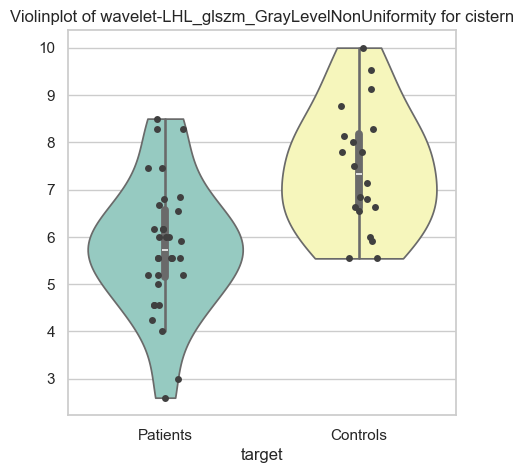 Violinplot of wavelet-LHL_glszm_GrayLevelNonUniformity for cistern
10
9
8
7
6
5
4
3
Patients
Controls
target